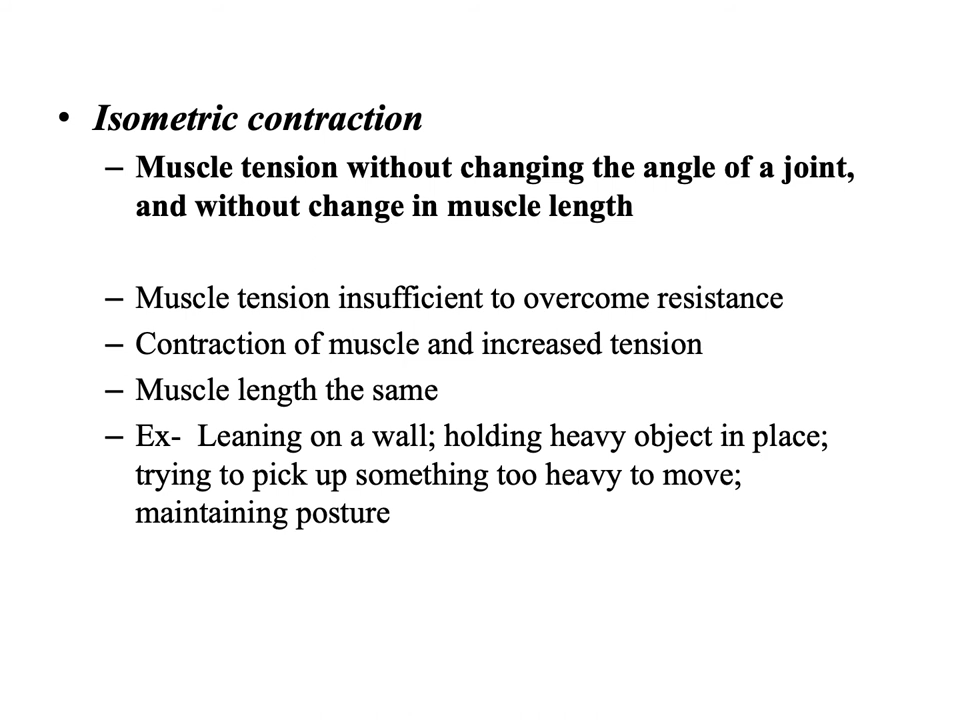 • Isometric contraction
– Muscle tension without changing the angle of a joint,
and without change in muscle length
– Muscle tension insufficient to overcome resistance
– Contraction of muscle and increased tension
– Muscle length the same
– Ex-  Leaning on a wall; holding heavy object in place;
trying to pick up something too heavy to move;
maintaining posture